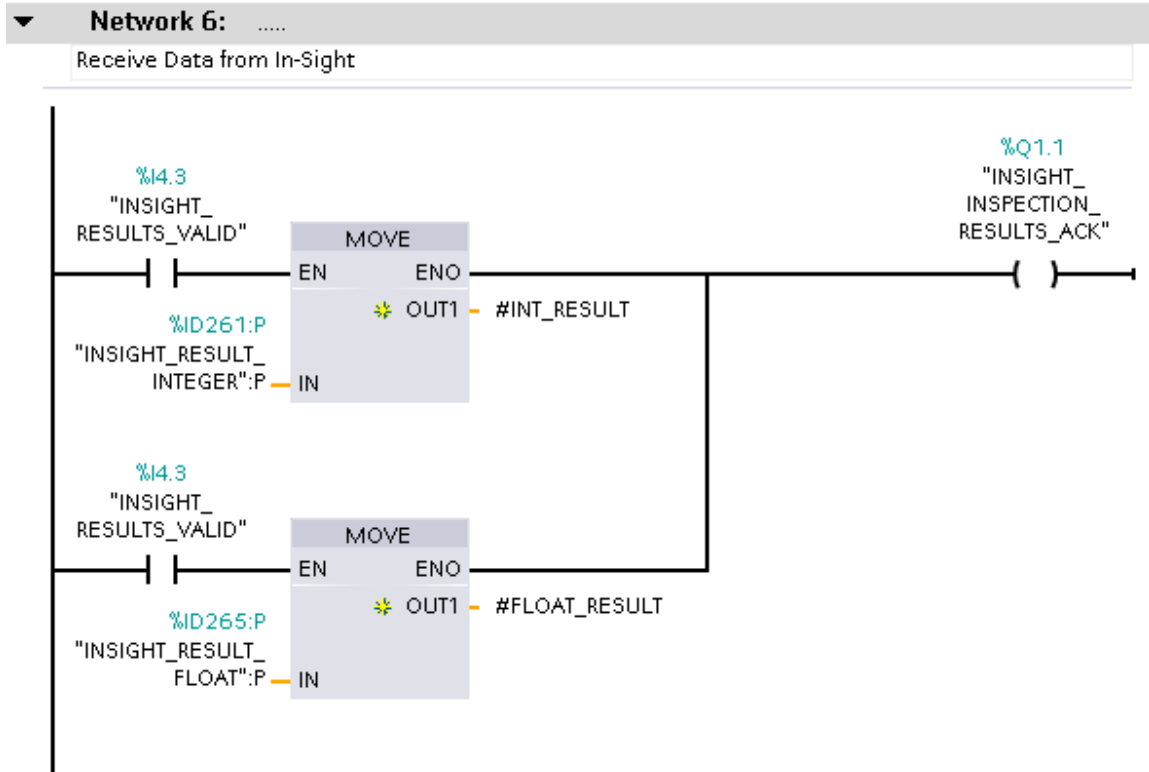 Network 6: .....
Receive Data from In-Sight
%Q1.1
"INSIGHT_
INSPECTION_
RESULTS_ACK"
%I4.3
"INSIGHT_
RESULTS_VALID"
MOVE
EN ENO
OUT1 #INT_RESULT
%ID261:P
"INSIGHT_RESULT_
INTEGER":P IN
%I4.3
"INSIGHT_
RESULTS_VALID"
MOVE
EN ENO
OUT1 #FLOAT_RESULT
%ID265:P
"INSIGHT_RESULT_
FLOAT":P IN